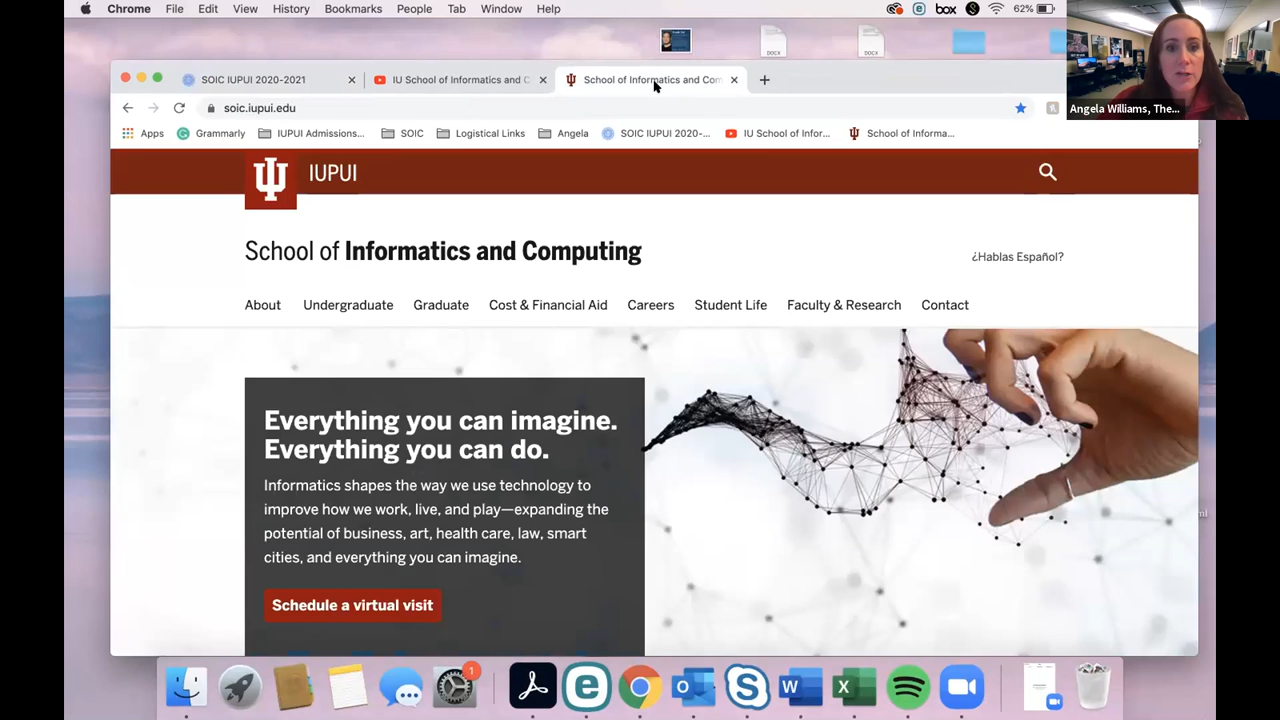 Chrome File Edit View History Bookmarks People Tab Window Help box 62%
DOCX DOCX
Angela Williams, The...
SOIC IUPUI 2020-2021 IU School of Informatics and C School of Informatics and Com
soic.iupui.edu
Apps Grammarly IUPUI Admissions... SOIC Logistical Links Angela SOIC IUPUI 2020-... IU School of Infor... School of Informa...
IUPUI
School of Informatics and Computing
¿Hablas Español?
About Undergraduate Graduate Cost & Financial Aid Careers Student Life Faculty & Research Contact
Everything you can imagine.
Everything you can do.
Informatics shapes the way we use technology to
improve how we work, live, and play—expanding the
potential of business, art, health care, law, smart
cities, and everything you can imagine.
Schedule a virtual visit
1